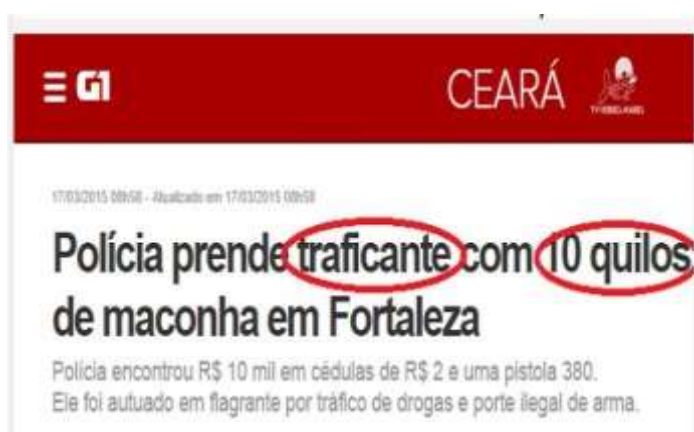 G1 CEARÁ
17/03/2015 08h58 - Atualizado em 17/03/2015 08h58
Polícia prende traficante com 10 quilos
de maconha em Fortaleza
Polícia encontrou R$ 10 mil em cédulas de R$ 2 e uma pistola 380.
Ele foi autuado em flagrante por tráfico de drogas e porte ilegal de arma.